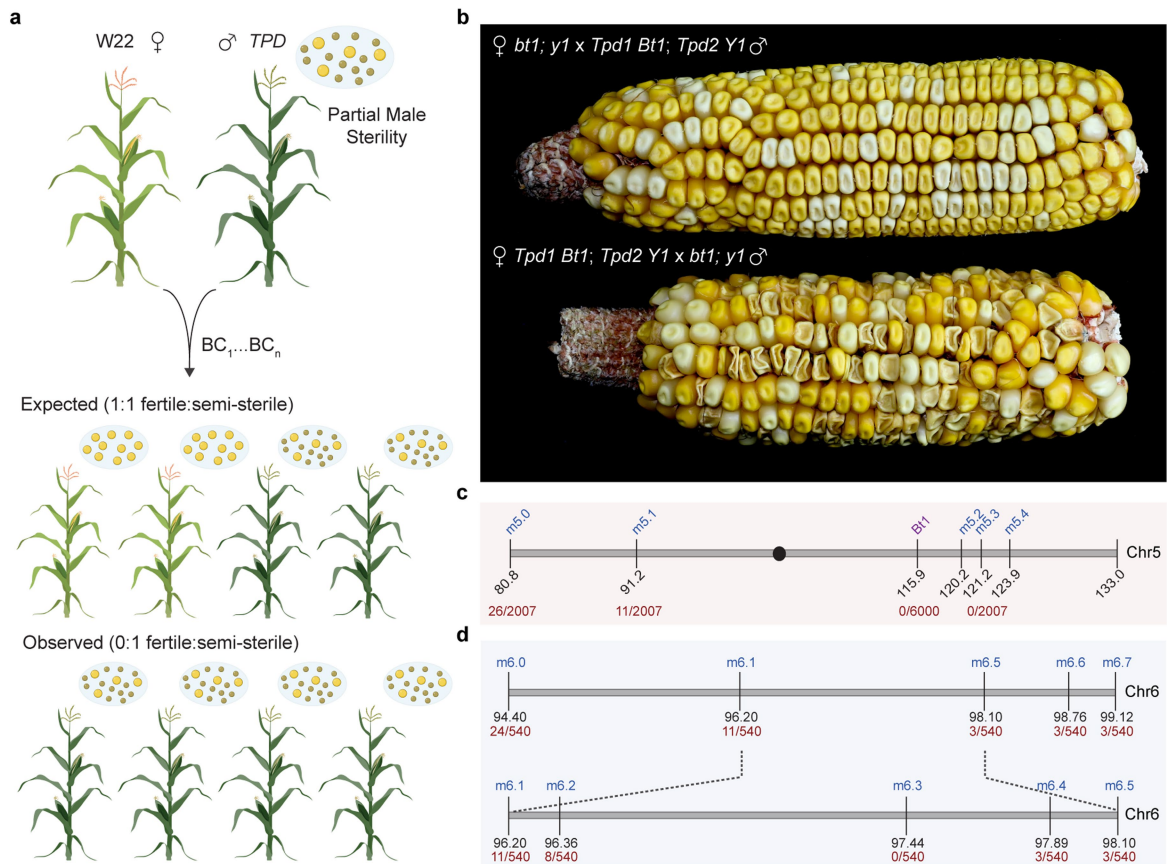 a
W22 ♀
♂ TPD
Partial Male
Sterility
BC1...BCn
Expected (1:1 fertile:semi-sterile)
Observed (0:1 fertile:semi-sterile)
b
♀ bt1; y1 x Tpd1 Bt1; Tpd2 Y1 ♂
♀ Tpd1 Bt1; Tpd2 Y1 x bt1; y1 ♂
c
m5.0 m5.1 Bt1 m5.2 m5.3 m5.4
Chr5
80.8 91.2 115.9 120.2 121.2 123.9 133.0
26/2007 11/2007 0/6000 0/2007
d
m6.0 m6.1 m6.5 m6.6 m6.7
Chr6
94.40 96.20 98.10 98.76 99.12
24/540 11/540 3/540 3/540 3/540
m6.1 m6.2 m6.3 m6.4 m6.5
Chr6
96.20 96.36 97.44 97.89 98.10
11/540 8/540 0/540 3/540 3/540